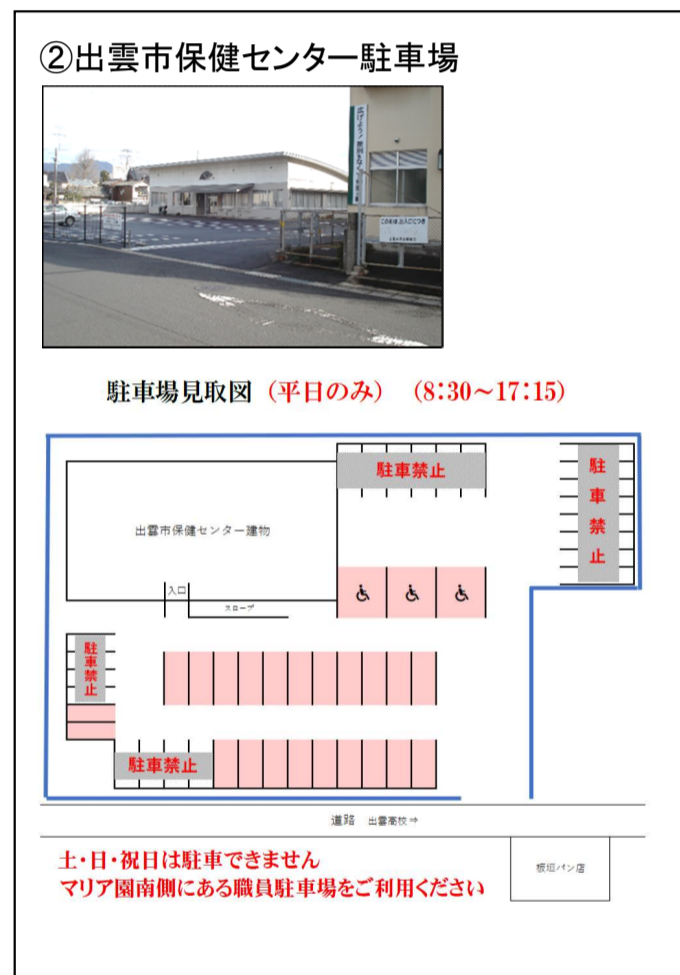 ②出雲市保健センター駐車場
駐車場見取図（平日のみ）（8:30～17:15）
駐車禁止
駐車禁止
出雲市保健センター建物
入口
スロープ
駐車禁止
駐車禁止
道路 出雲高校⇒
土・日・祝日は駐車できません
マリア園南側にある職員駐車場をご利用ください
板垣パン店